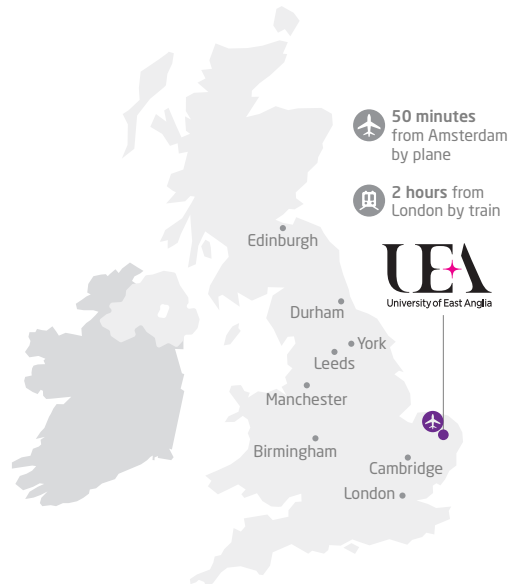 50 minutes
from Amsterdam
by plane
2 hours from
London by train
UEA
University of East Anglia
Edinburgh
Durham
York
Leeds
Manchester
Birmingham
Cambridge
London